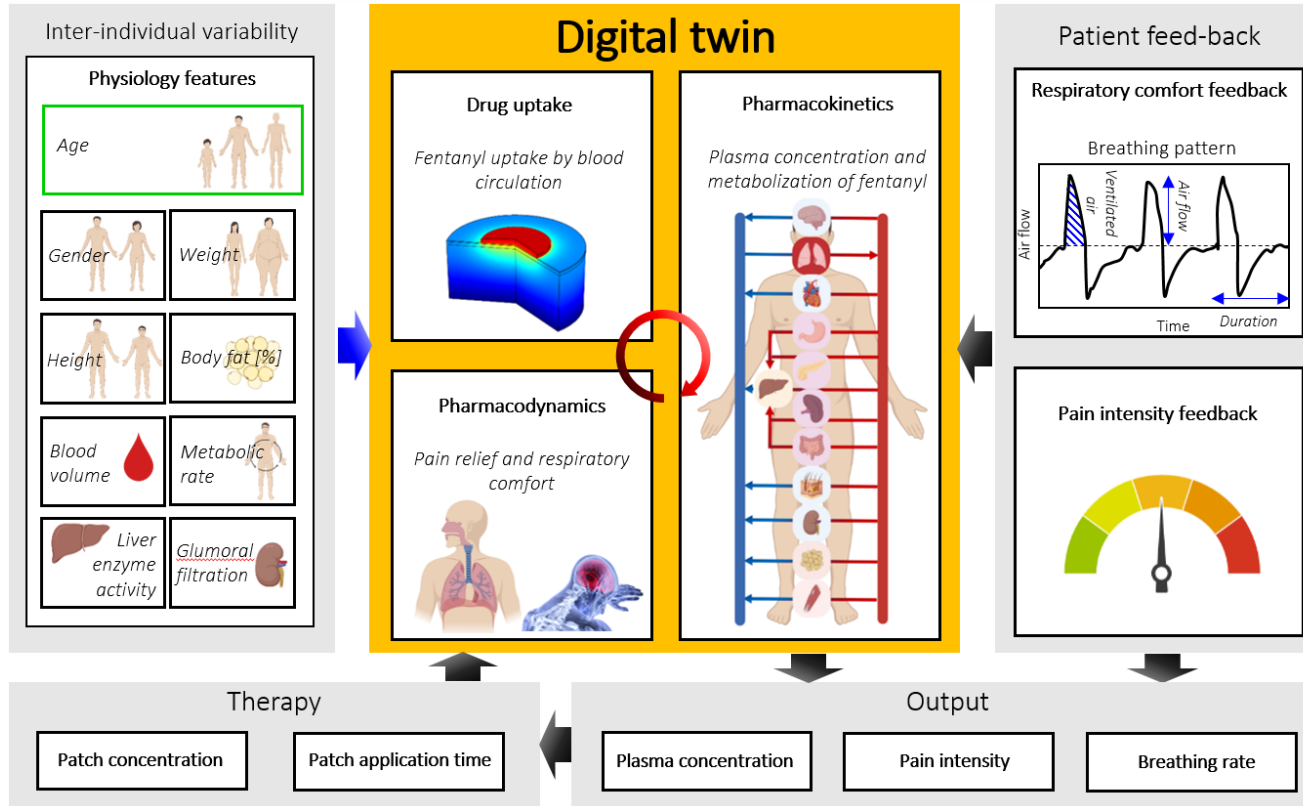 Inter-individual variability
Physiology features
Age
Gender
Weight
Height
Body fat [%]
Blood
volume
Metabolic
rate
Liver
enzyme
activity
Glumoral
filtration
Digital twin
Drug uptake
Fentanyl uptake by blood
circulation
Pharmacokinetics
Plasma concentration and
metabolization of fentanyl
Pharmacodynamics
Pain relief and respiratory
comfort
Patient feed-back
Respiratory comfort feedback
Breathing pattern
Air flow
Ventilated
air
Air flow
Time
Duration
Pain intensity feedback
Therapy
Patch concentration
Patch application time
Output
Plasma concentration
Pain intensity
Breathing rate